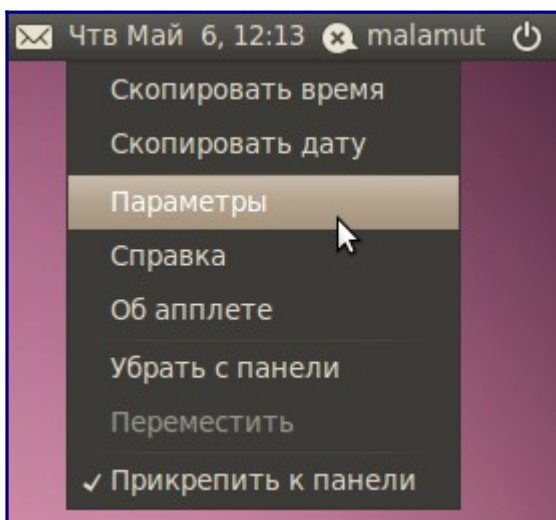 Чтв Май 6, 12:13 malamut
Скопировать время
Скопировать дату
Параметры
Справка
Об апплете
Убрать с панели
Переместить
Прикрепить к панели